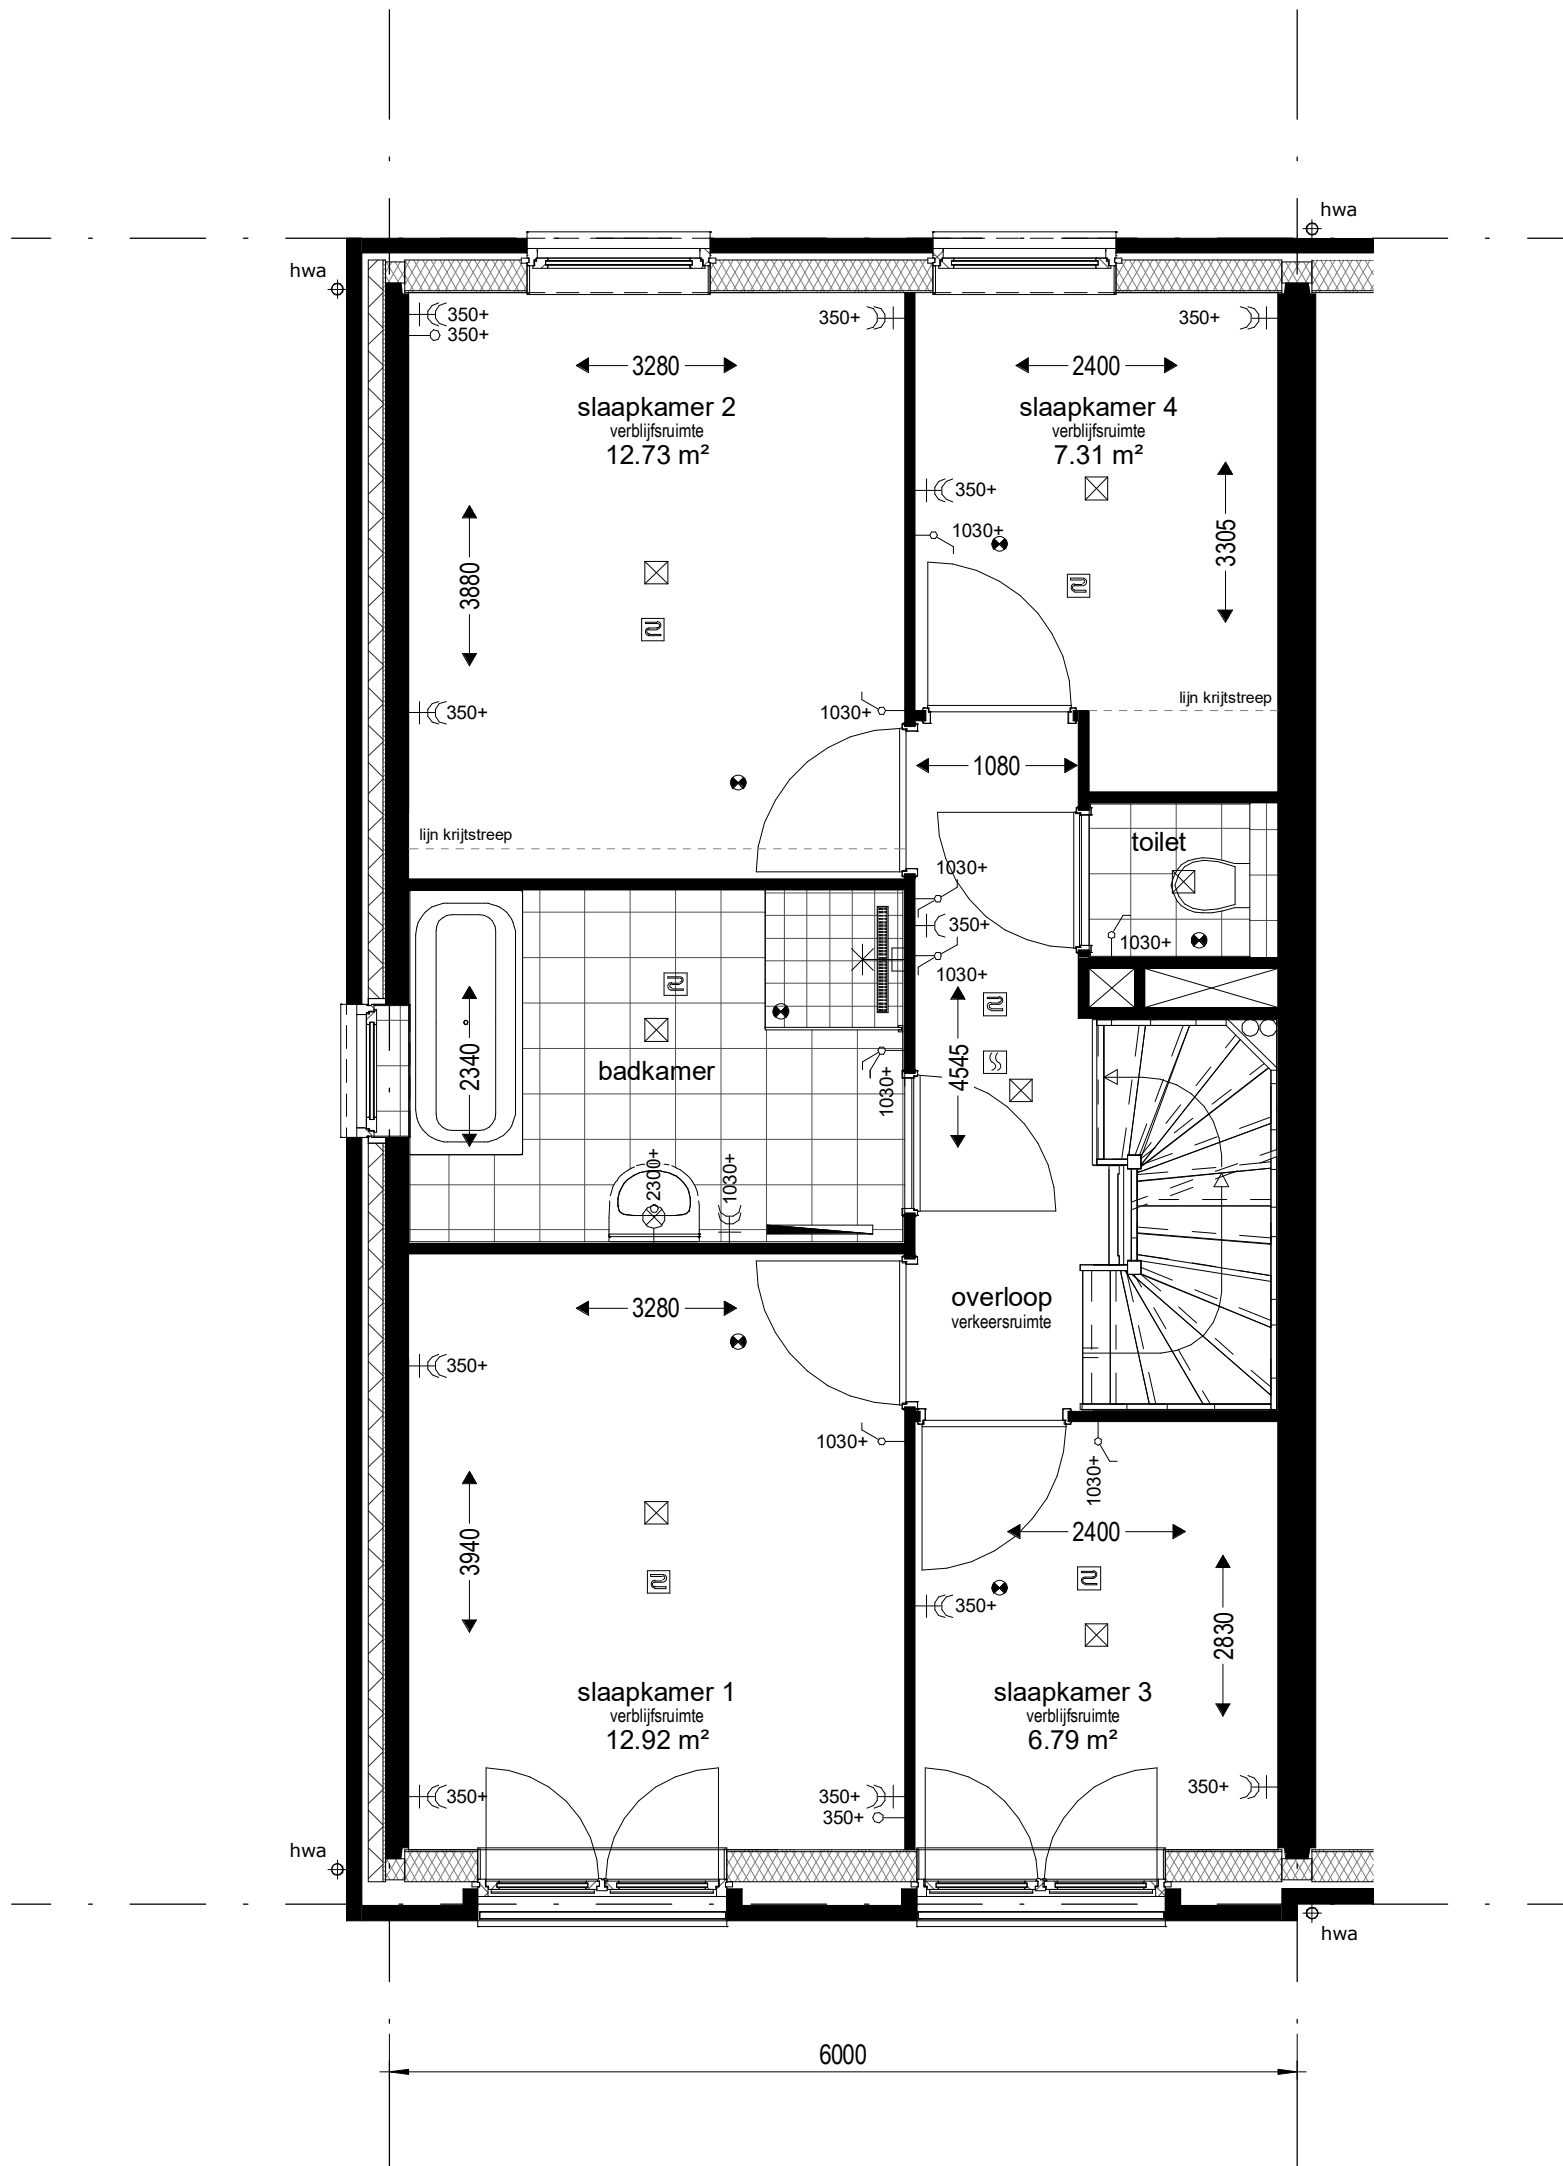 hwa
hwa
350+
350+
350+
350+
3280
2400
slaapkamer 2
verblijfsruimte
12.73 m²
slaapkamer 4
verblijfsruimte
7.31 m²
350+
1030+
3880
3305
350+
1030+
lijn krijtstreep
1080
lijn krijtstreep
toilet
1030+
350+
1030+
1030+
2340
badkamer
4545
1030+
2300+
1030+
3280
overloop
verkeersruimte
350+
1030+
1030+
3940
2400
350+
2830
slaapkamer 1
verblijfsruimte
12.92 m²
slaapkamer 3
verblijfsruimte
6.79 m²
350+
350+
350+
350+
hwa
hwa
6000